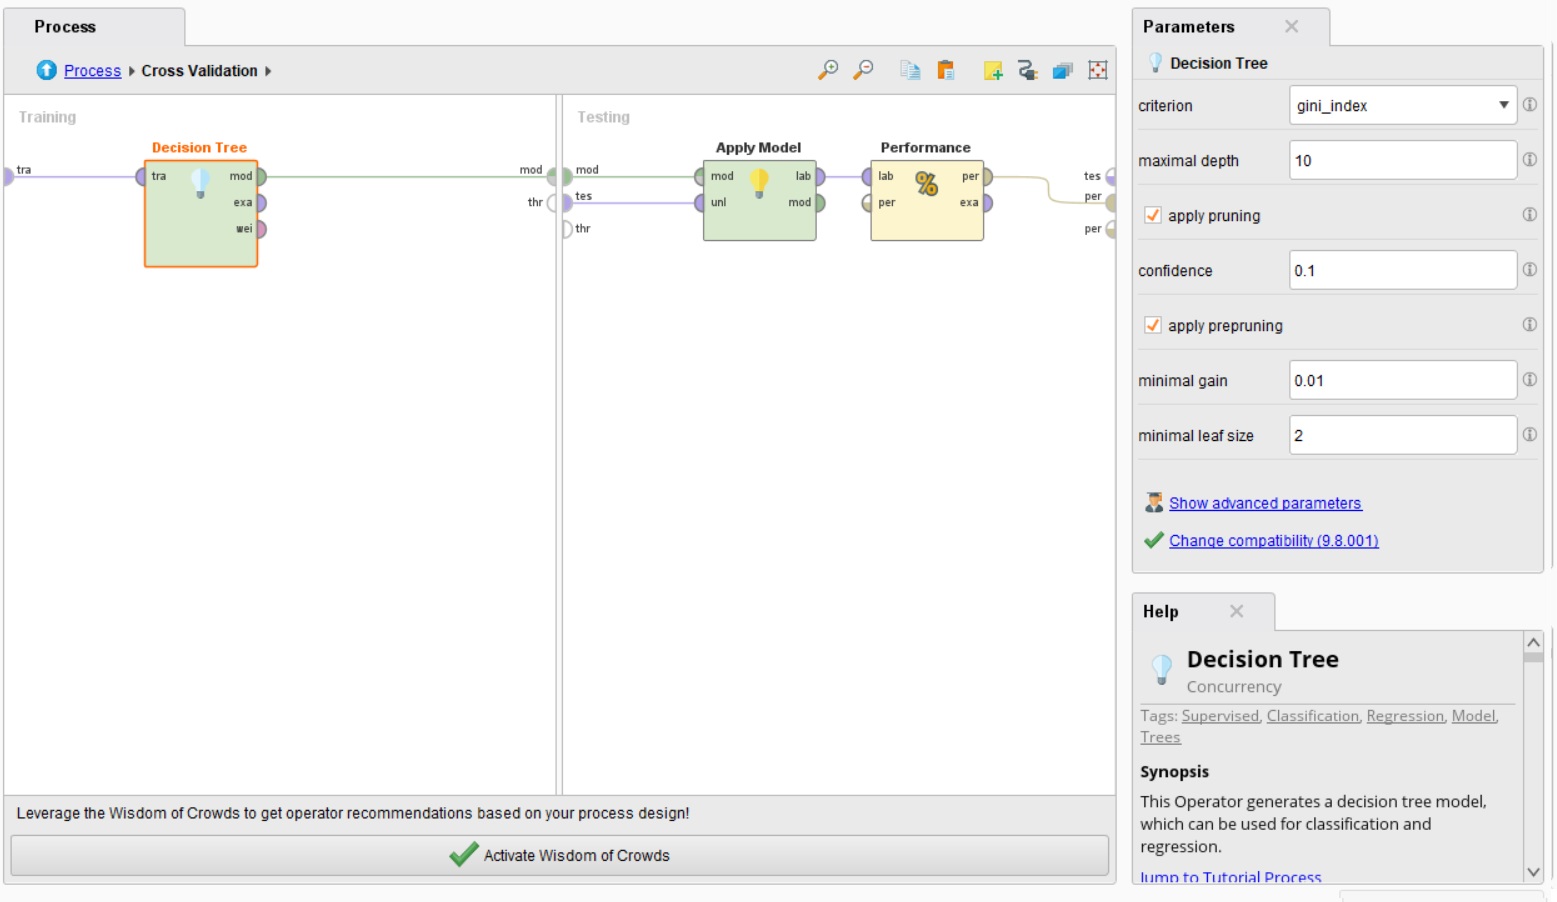 Process
Process Cross Validation
Training
Decision Tree
tra
tra mod
exa
wei
mod
thr
Testing
mod
tes
thr
Apply Model
mod lab
unl mod
Performance
% 
lab per
per exa
tes
per
per
Leverage the Wisdom of Crowds to get operator recommendations based on your process design!
Activate Wisdom of Crowds
Parameters
Decision Tree
criterion gini_index
maximal depth 10
apply pruning
confidence 0.1
apply prepruning
minimal gain 0.01
minimal leaf size 2
Show advanced parameters
Change compatibility (9.8.001)
Help
Decision Tree
Concurrency
Tags: Supervised, Classification, Regression, Model,
Trees
Synopsis
This Operator generates a decision tree model,
which can be used for classification and
regression.
Jump to Tutorial Process